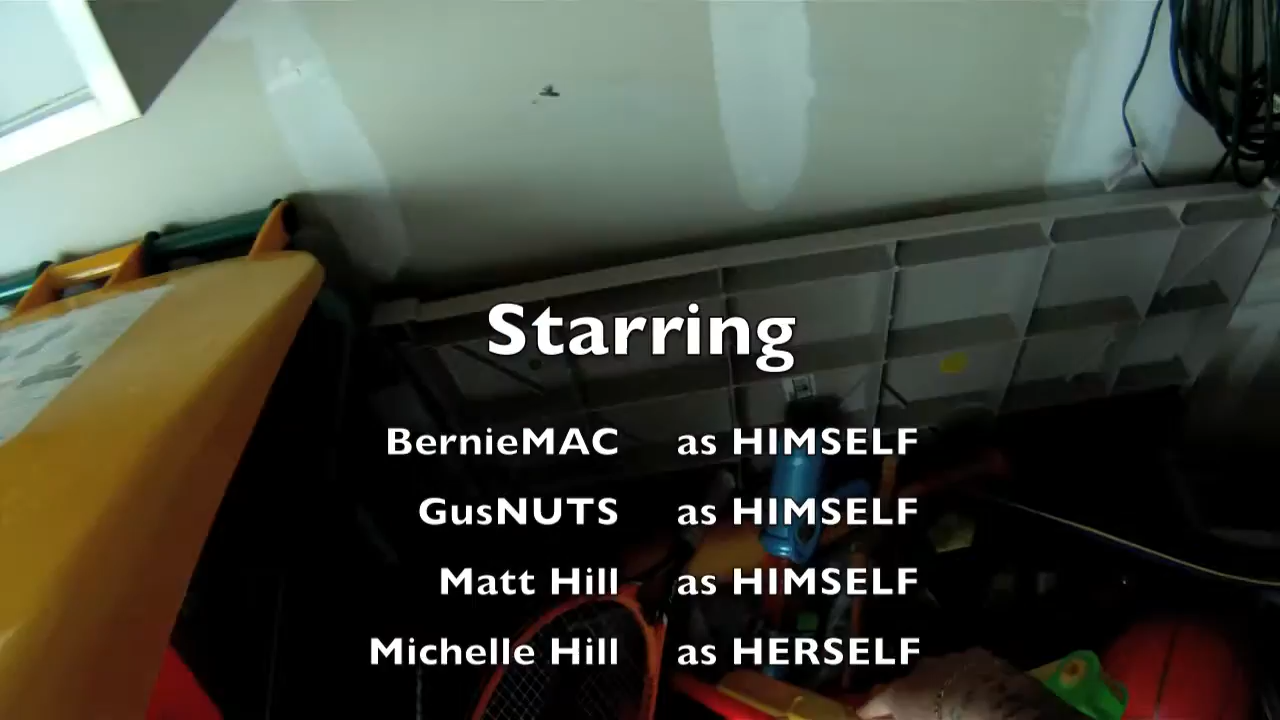 Starring
BernieMAC as HIMSELF
GusNUTS as HIMSELF
Matt Hill as HIMSELF
Michelle Hill as HERSELF